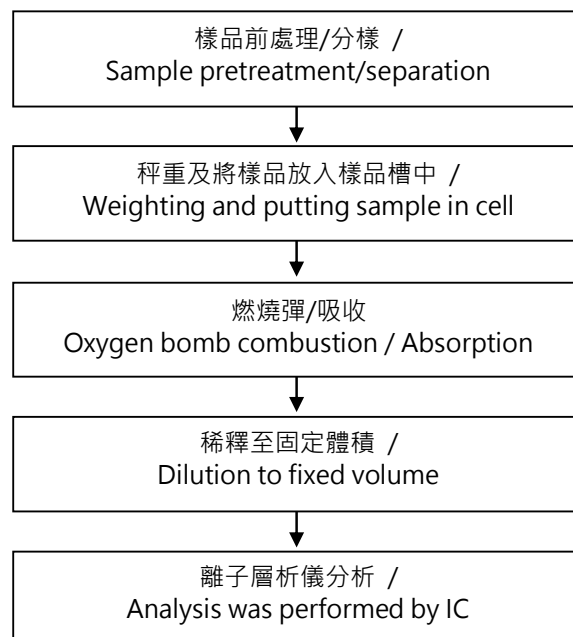 樣品前處理/分樣 /
Sample pretreatment/separation
秤重及將樣品放入樣品槽中 /
Weighting and putting sample in cell
燃燒彈/吸收
Oxygen bomb combustion / Absorption
稀釋至固定體積 /
Dilution to fixed volume
離子層析儀分析 /
Analysis was performed by IC